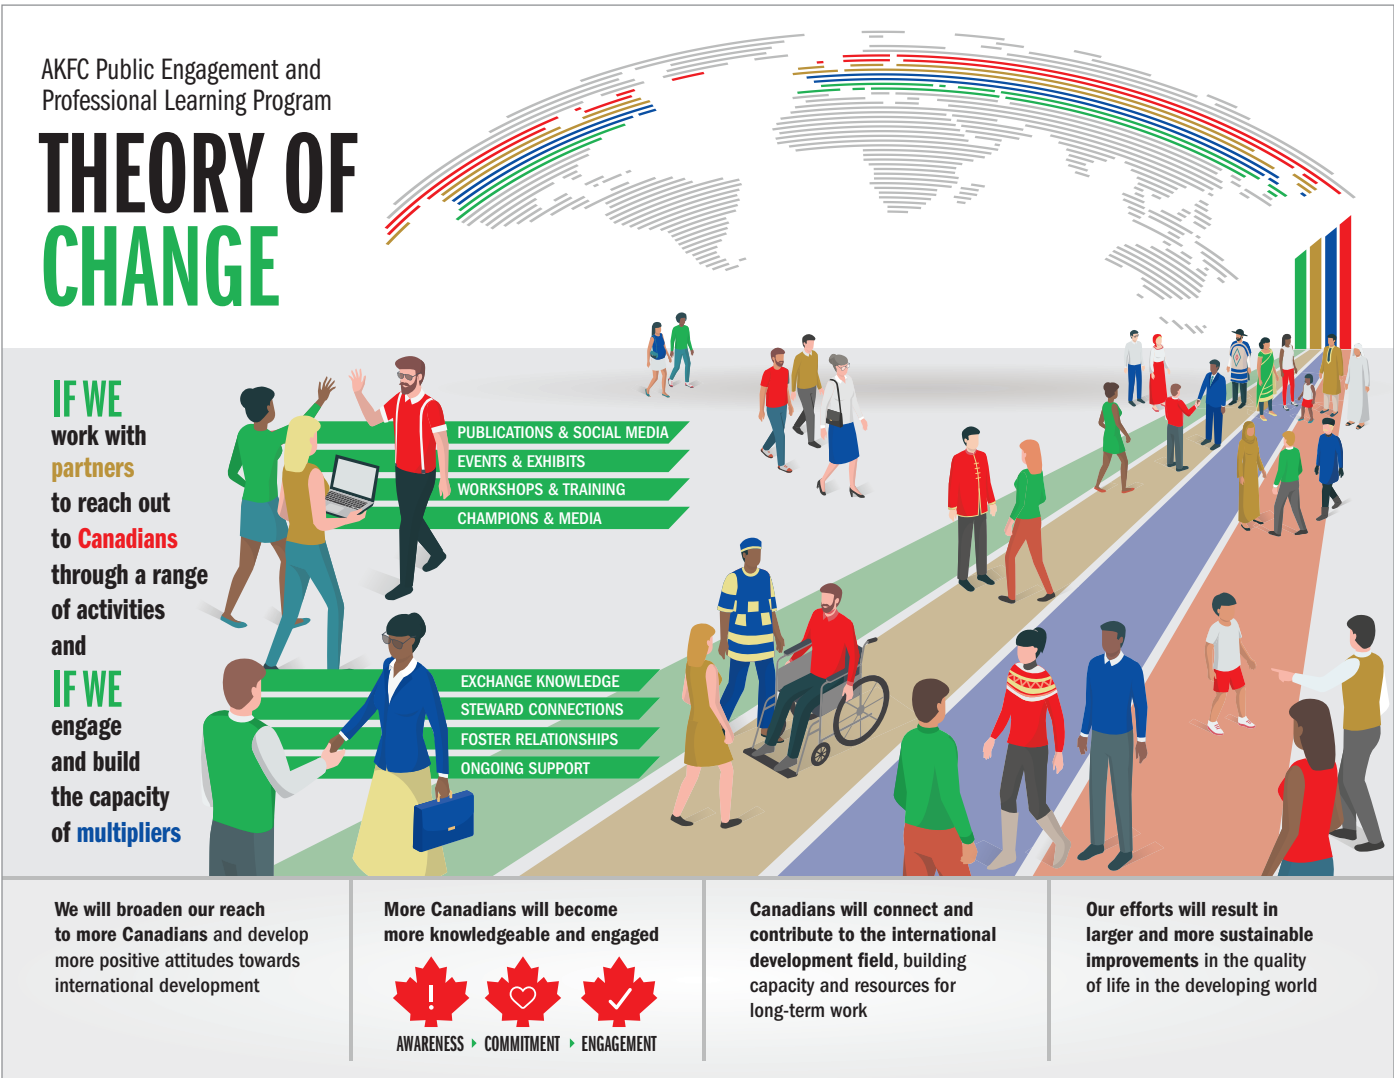 AKFC Public Engagement and
Professional Learning Program
THEORY OF
CHANGE
IF WE
work with
partners
to reach out
to Canadians
through a range
of activities
and
IF WE
engage
and build
the capacity
of multipliers
PUBLICATIONS & SOCIAL MEDIA
EVENTS & EXHIBITS
WORKSHOPS & TRAINING
CHAMPIONS & MEDIA
EXCHANGE KNOWLEDGE
STEWARD CONNECTIONS
FOSTER RELATIONSHIPS
ONGOING SUPPORT
We will broaden our reach
to more Canadians and develop
more positive attitudes towards
international development
More Canadians will become
more knowledgeable and engaged
AWARENESS
COMMITMENT
ENGAGEMENT
Canadians will connect and
contribute to the international
development field, building
capacity and resources for
long-term work
Our efforts will result in
larger and more sustainable
improvements in the quality
of life in the developing world